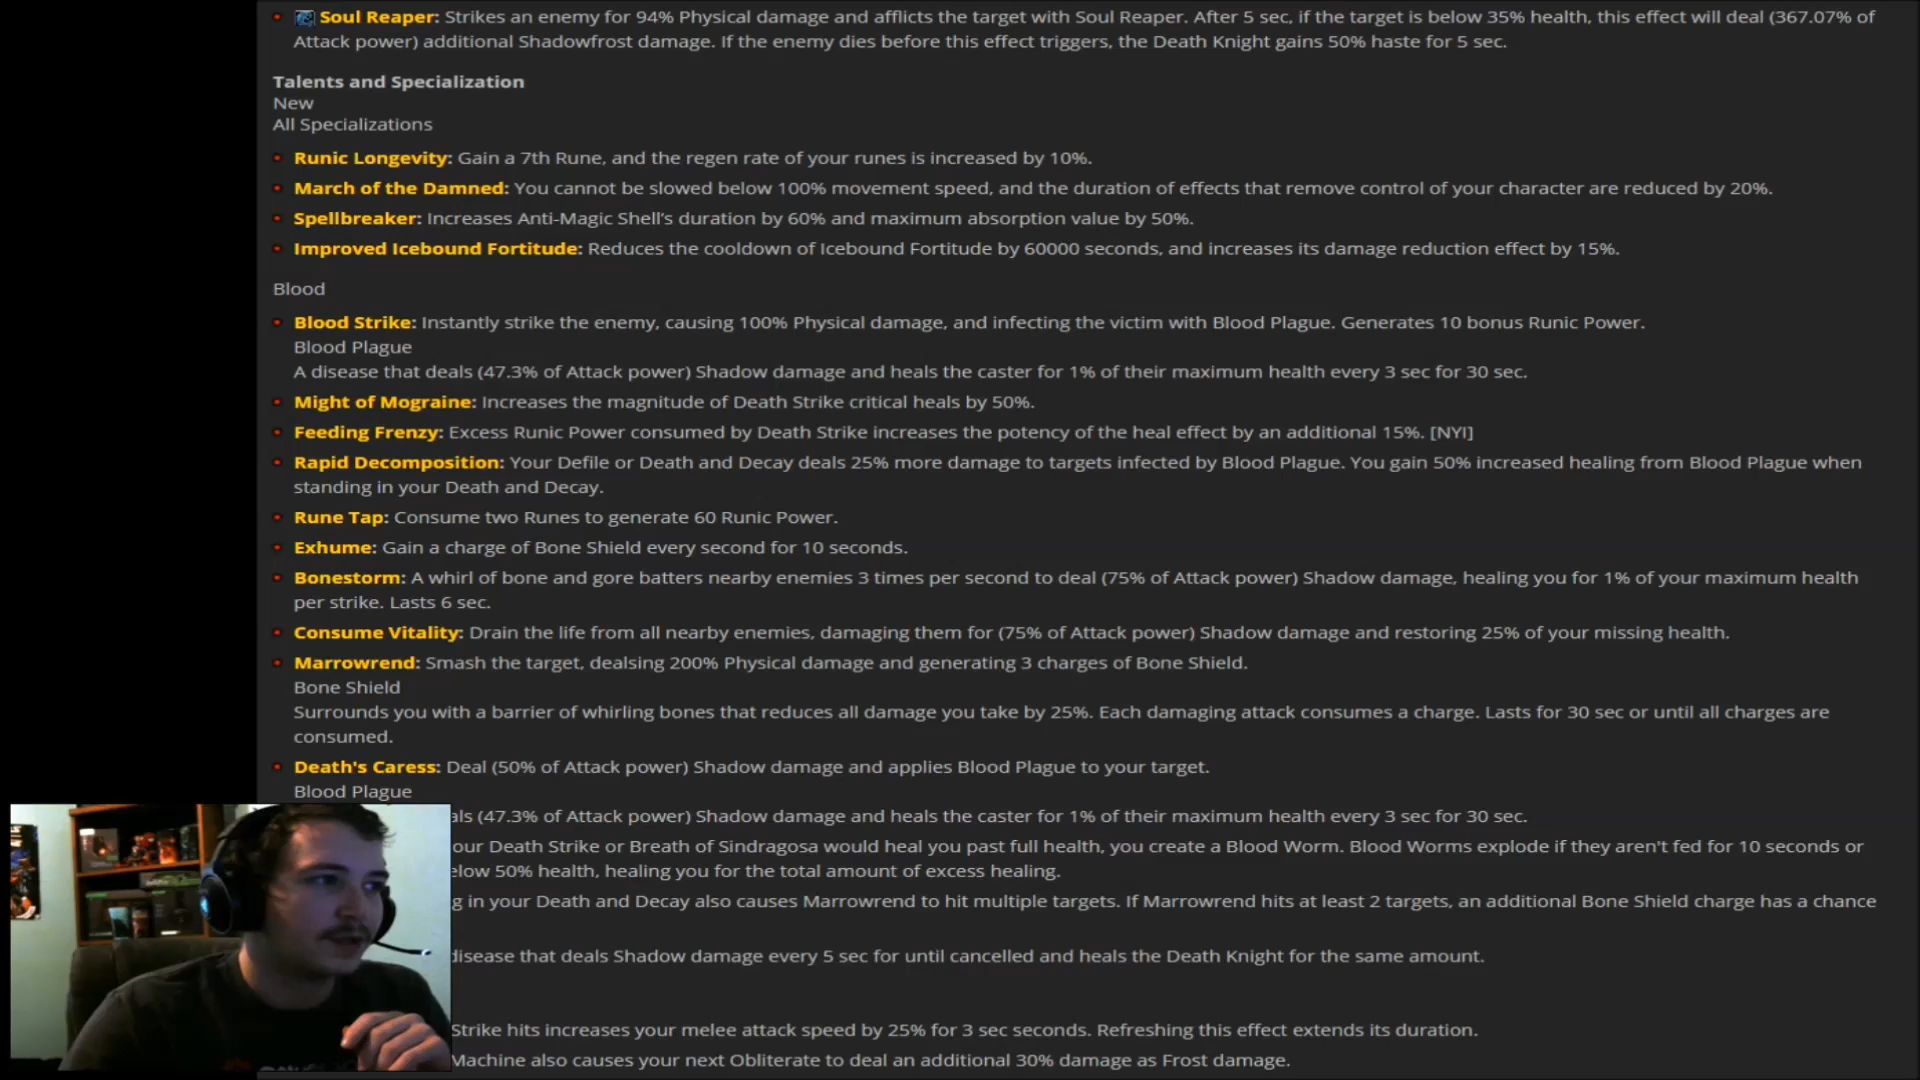 Soul Reaper: Strikes an enemy for 94% Physical damage and afflicts the target with Soul Reaper. After 5 sec, if the target is below 35% health, this effect will deal (367.07% of
Attack power) additional Shadowfrost damage. If the enemy dies before this effect triggers, the Death Knight gains 50% haste for 5 sec.
Talents and Specialization
New
All Specializations
Runic Longevity: Gain a 7th Rune, and the regen rate of your runes is increased by 10%.
March of the Damned: You cannot be slowed below 100% movement speed, and the duration of effects that remove control of your character are reduced by 20%.
Spellbreaker: Increases Anti-Magic Shell's duration by 60% and maximum absorption value by 50%.
Improved Icebound Fortitude: Reduces the cooldown of Icebound Fortitude by 60000 seconds, and increases its damage reduction effect by 15%.
Blood
Blood Strike: Instantly strike the enemy, causing 100% Physical damage, and infecting the victim with Blood Plague. Generates 10 bonus Runic Power.
Blood Plague
A disease that deals (47.3% of Attack power) Shadow damage and heals the caster for 1% of their maximum health every 3 sec for 30 sec.
Might of Mograine: Increases the magnitude of Death Strike critical heals by 50%.
Feeding Frenzy: Excess Runic Power consumed by Death Strike increases the potency of the heal effect by an additional 15%. [NYI]
Rapid Decomposition: Your Defile or Death and Decay deals 25% more damage to targets infected by Blood Plague. You gain 50% increased healing from Blood Plague when
standing in your Death and Decay.
Rune Tap: Consume two Runes to generate 60 Runic Power.
Exhume: Gain a charge of Bone Shield every second for 10 seconds.
Bonestorm: A whirl of bone and gore batters nearby enemies 3 times per second to deal (75% of Attack power) Shadow damage, healing you for 1% of your maximum health
per strike. Lasts 6 sec.
Consume Vitality: Drain the life from all nearby enemies, damaging them for (75% of Attack power) Shadow damage and restoring 25% of your missing health.
Marrowrend: Smash the target, dealsing 200% Physical damage and generating 3 charges of Bone Shield.
Bone Shield
Surrounds you with a barrier of whirling bones that reduces all damage you take by 25%. Each damaging attack consumes a charge. Lasts for 30 sec or until all charges are
consumed.
Death's Caress: Deal (50% of Attack power) Shadow damage and applies Blood Plague to your target.
Blood Plague
als (47.3% of Attack power) Shadow damage and heals the caster for 1% of their maximum health every 3 sec for 30 sec.
our Death Strike or Breath of Sindragosa would heal you past full health, you create a Blood Worm. Blood Worms explode if they aren't fed for 10 seconds or
elow 50% health, healing you for the total amount of excess healing.
g in your Death and Decay also causes Marrowrend to hit multiple targets. If Marrowrend hits at least 2 targets, an additional Bone Shield charge has a chance
disease that deals Shadow damage every 5 sec for until cancelled and heals the Death Knight for the same amount.
Strike hits increases your melee attack speed by 25% for 3 sec seconds. Refreshing this effect extends its duration.
Machine also causes your next Obliterate to deal an additional 30% damage as Frost damage.